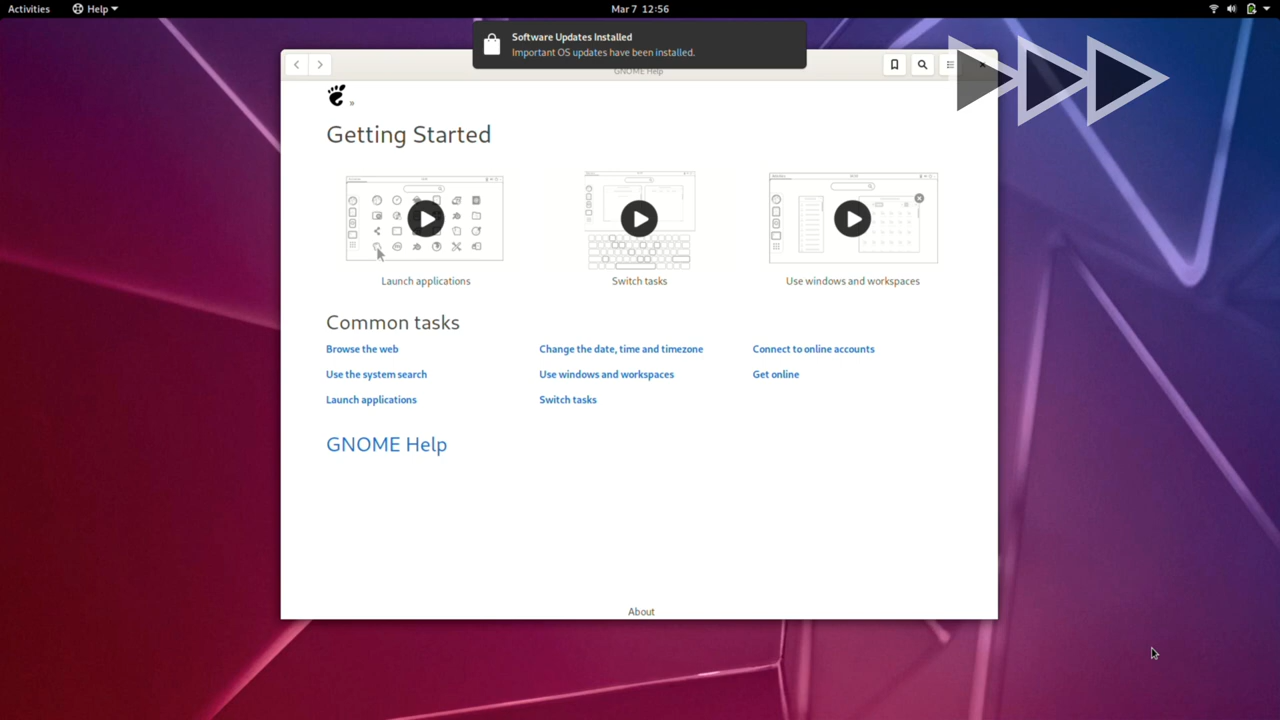 Activities Help Mar 7 12:56
Software Updates Installed
Important OS updates have been installed.
GNOME Help
»
Getting Started
Launch applications Switch tasks Use windows and workspaces
Common tasks
Browse the web Change the date, time and timezone Connect to online accounts
Use the system search Use windows and workspaces Get online
Launch applications Switch tasks
GNOME Help
About